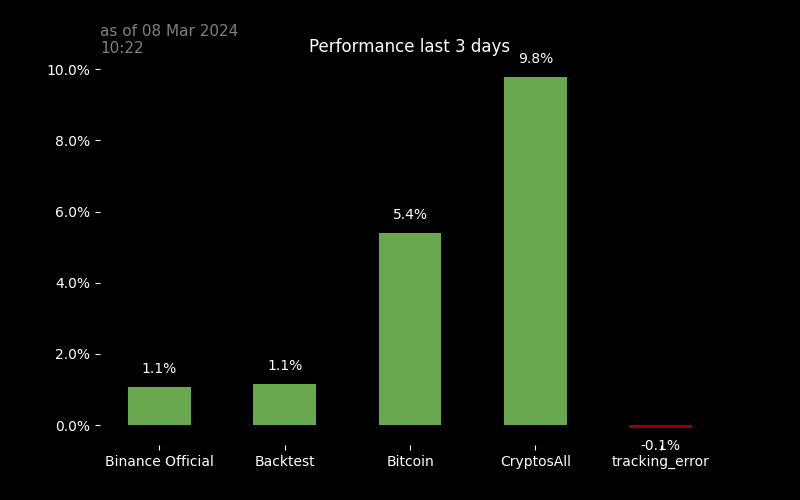 as of 08 Mar 2024
10:22
Performance last 3 days
10.0%
8.0%
6.0%
4.0%
2.0%
0.0%
1.1%
1.1%
5.4%
9.8%
-0.1%
Binance Official
Backtest
Bitcoin
CryptosAll
tracking_error